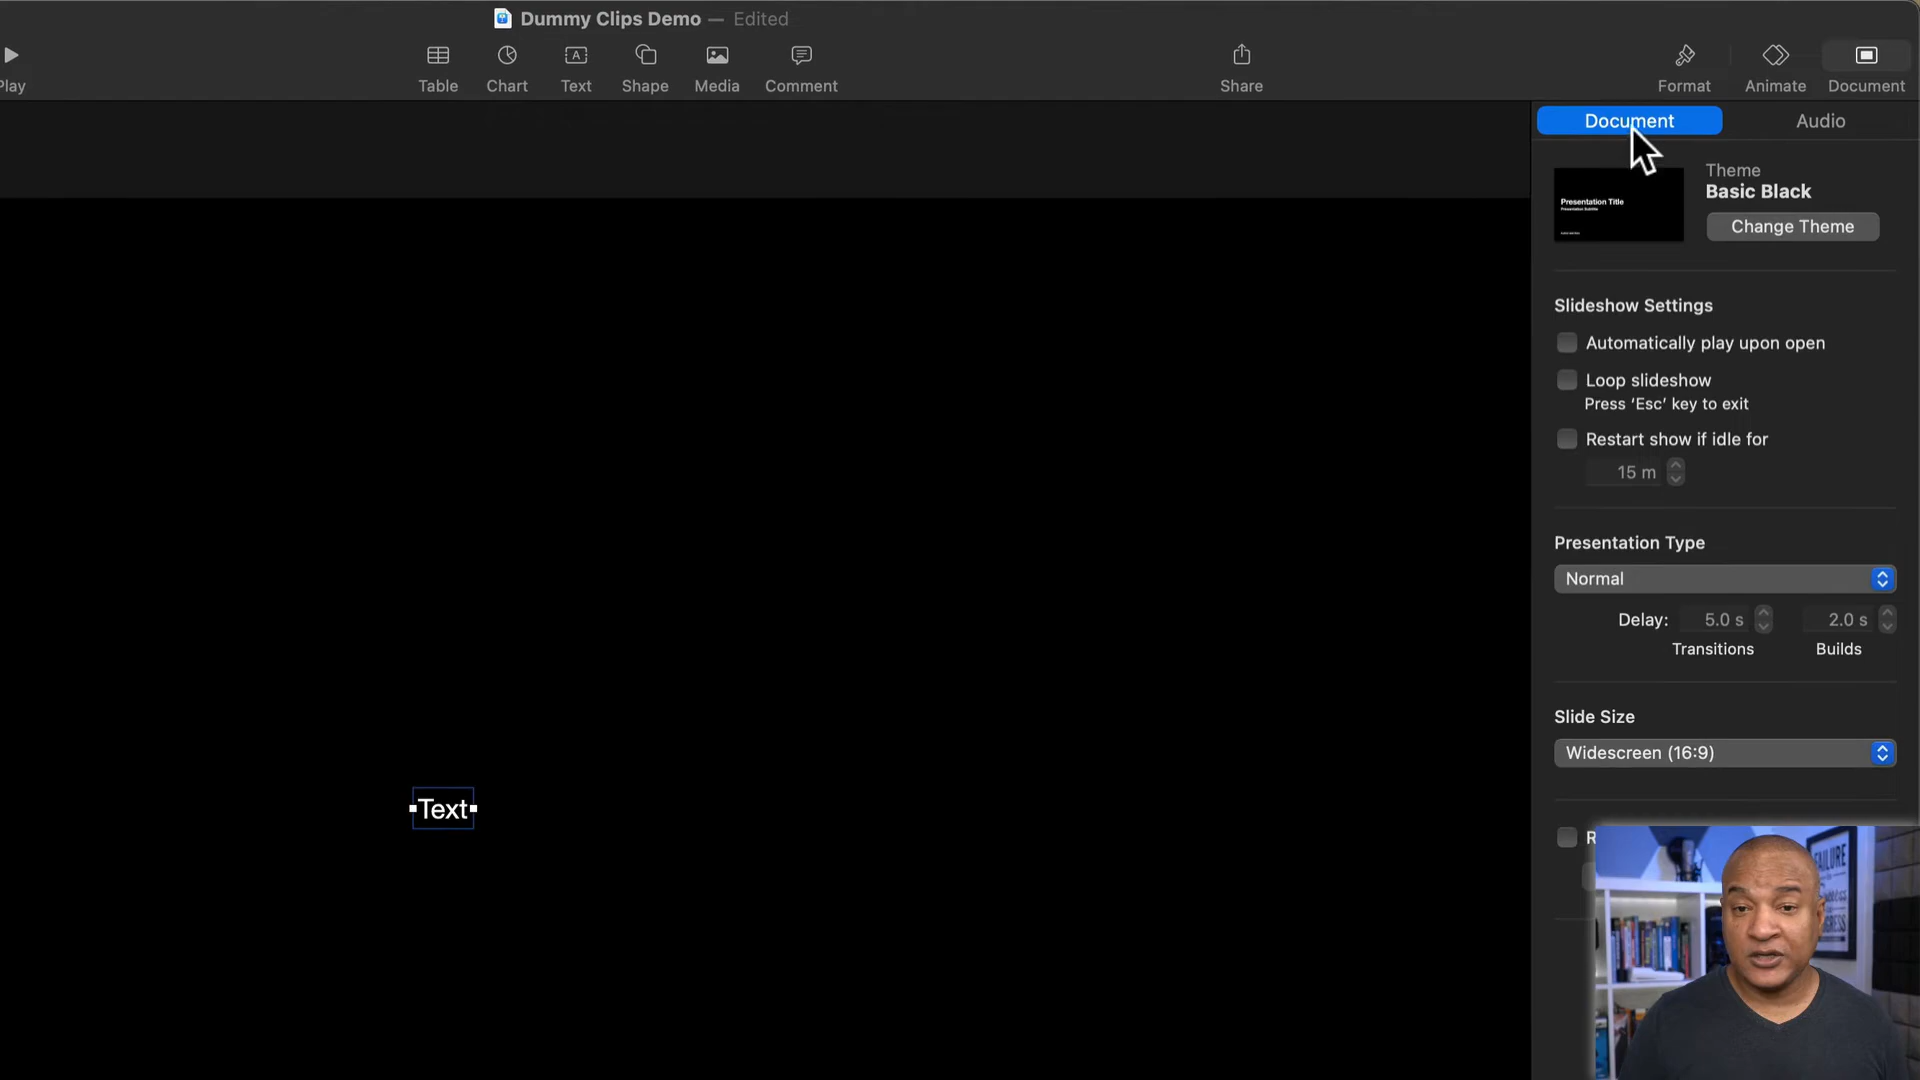 Dummy Clips Demo — Edited
Play
Table
Chart
Text
Shape
Media
Comment
Share
Format
Animate
Document
Document
Audio
Presentation Title
Presentation Subtitle
Theme
Basic Black
Change Theme
Slideshow Settings
Automatically play upon open
Loop slideshow
Press ‘Esc’ key to exit
Restart show if idle for
15 m
Presentation Type
Normal
Delay:
5.0 s
2.0 s
Transitions
Builds
Slide Size
Widescreen (16:9)
Text
R
FAILURE